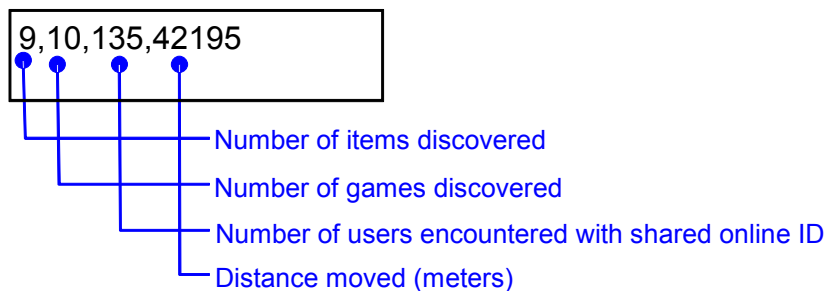 9,10,135,42195
Number of items discovered
Number of games discovered
Number of users encountered with shared online ID
Distance moved (meters)